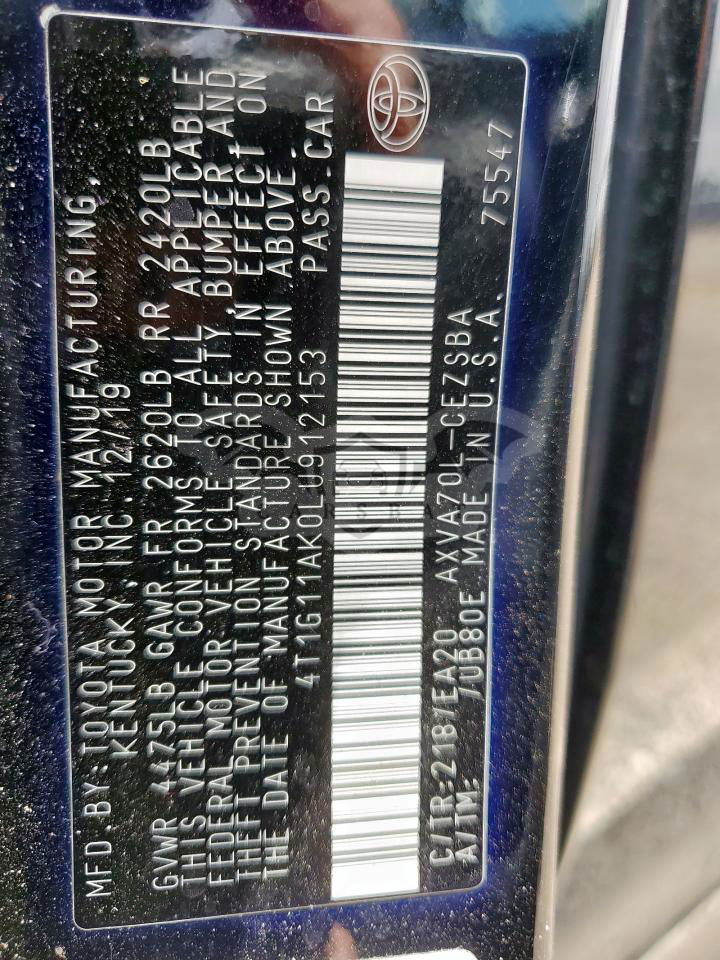 MFD.BY:TOYOTA MOTOR MANUFACTURING,
KENTUCKY,INC. 12/19
GVWR 4475LB GAWR FR 2620LB RR 2420LB
THIS VEHICLE CONFORMS TO ALL APPLICABLE
FEDERAL MOTOR VEHICLE SAFETY,BUMPER AND
THEFT PREVENTION STANDARDS IN EFFECT ON
THE DATE OF MANUFACTURE SHOWN ABOVE.
4T1G11AK0LU912153 PASS.CAR
C/TR:218/EA20 AXVA70L-CEZSBA 75547
A/TM: /UB80E MADE IN U.S.A.